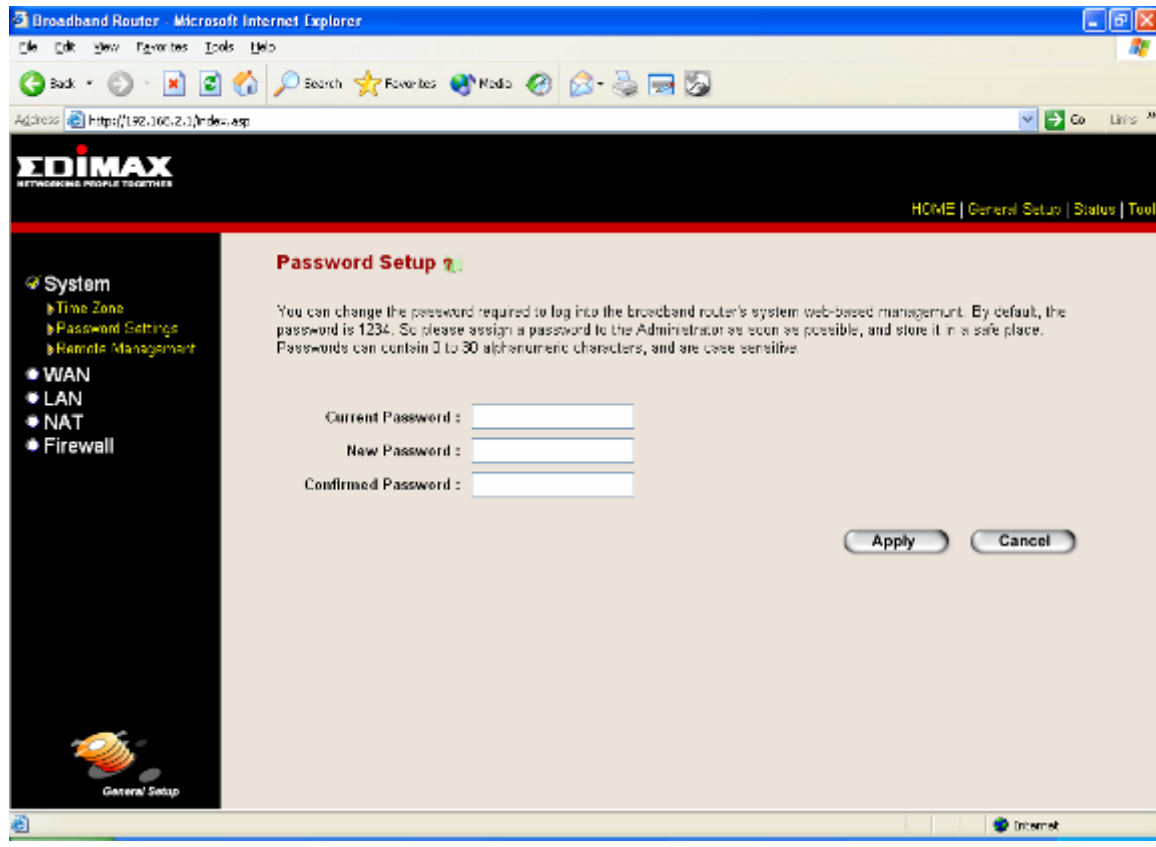 Broadband Router - Microsoft Internet Explorer
File Edit View Favorites Tools Help
Back Search Favorites Media
Address http://192.168.2.1/index.asp Go Links »
EDIMAX
NETWORKING PEOPLE TOGETHER
HOME | General Setup | Status | Tool
System
Time Zone
Password Settings
Remote Management
WAN
LAN
NAT
Firewall
General Setup
Password Setup ?
You can change the password required to log into the broadband router's system web-based management. By default, the
password is 1234. So please assign a password to the Administrator as soon as possible, and store it in a safe place.
Passwords can contain 0 to 30 alphanumeric characters, and are case sensitive.
Current Password :
New Password :
Confirmed Password :
Apply Cancel
Internet